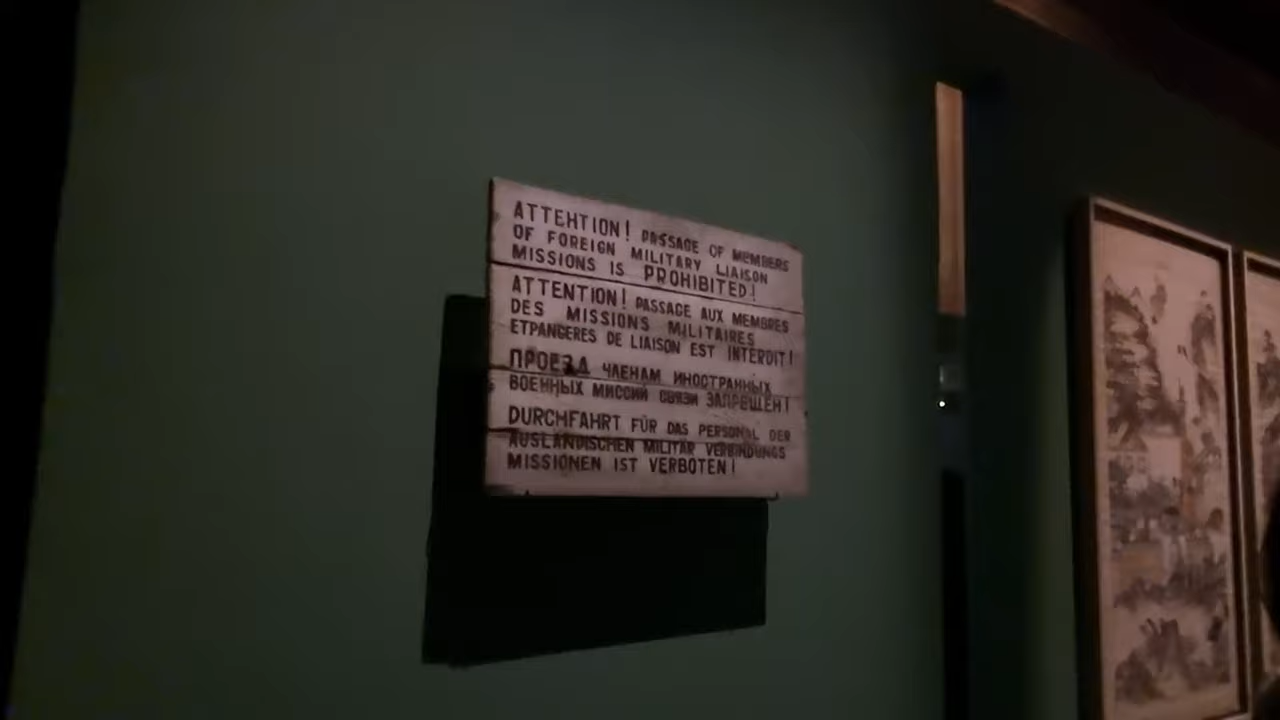 ATTEHTION! PASSAGE OF MEMBERS
OF FOREIGN MILITARY LIAISON
MISSIONS IS PROHIBITED!
ATTENTION! PASSAGE AUX MEMBRES
DES MISSIONS MILITAIRES
ETPANGERES DE LIAISON EST INTERDIT!
ПРОЕЗД ЧЛЕНАМ ИНОСТРАННЫХ
ВОЕННЫХ МИССИЙ СВЯЗИ ЗАПРЕЩЕН!
DURCHFAHRT FÜR DAS PERSONAL DER
AUSLÄNDISCHEN MILITÄR VERBINDUNGS
MISSIONEN IST VERBOTEN!